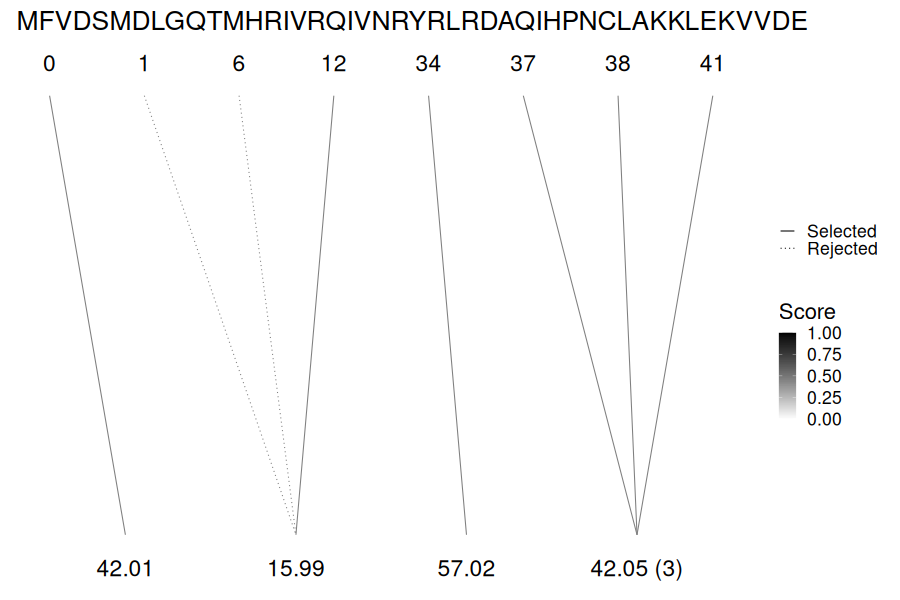 MFVDSMDLGQTMHRIVRQIVNRYRLRDAQIHPNCLAKKLEKVVDE
0 1 6 12 34 37 38 41
Selected
Rejected
Score
1.00
0.75
0.50
0.25
0.00
42.01 15.99 57.02 42.05 (3)